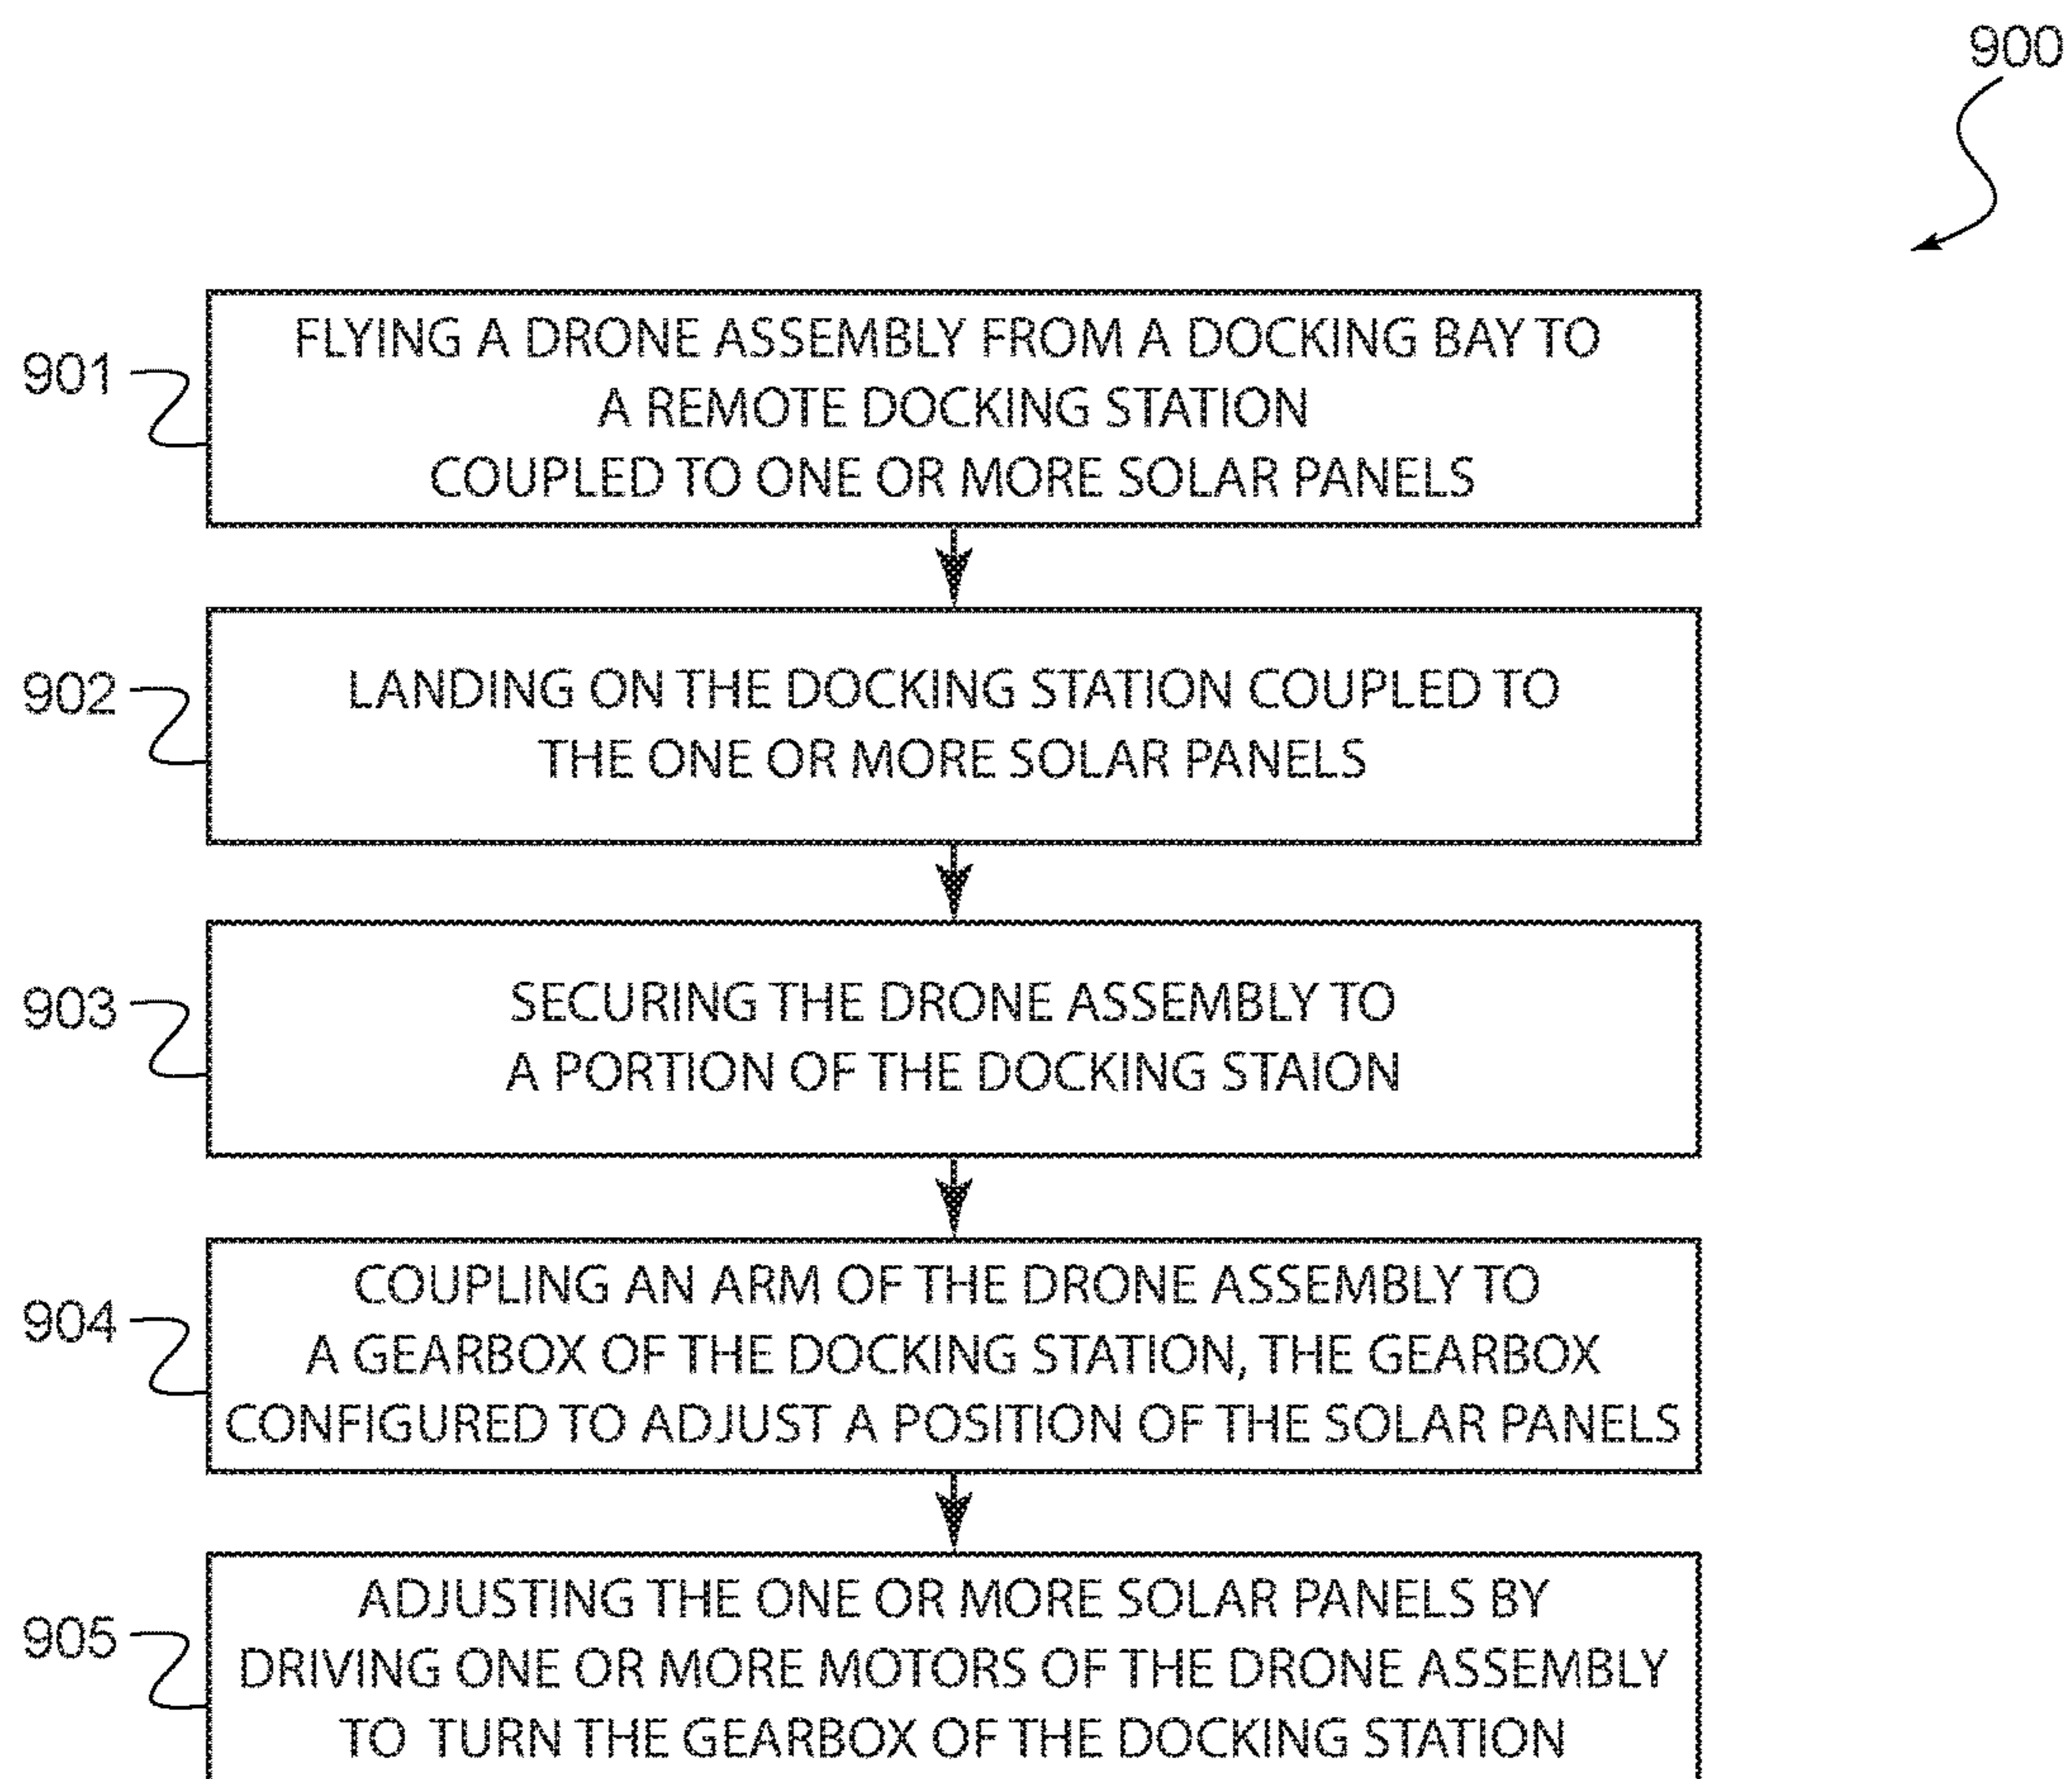 900
901
FLYING A DRONE ASSEMBLY FROM A DOCKING BAY TO
A REMOTE DOCKING STATION
COUPLED TO ONE OR MORE SOLAR PANELS
902
LANDING ON THE DOCKING STATION COUPLED TO
THE ONE OR MORE SOLAR PANELS
903
SECURING THE DRONE ASSEMBLY TO
A PORTION OF THE DOCKING STAION
904
COUPLING AN ARM OF THE DRONE ASSEMBLY TO
A GEARBOX OF THE DOCKING STATION, THE GEARBOX
CONFIGURED TO ADJUST A POSITION OF THE SOLAR PANELS
905
ADJUSTING THE ONE OR MORE SOLAR PANELS BY
DRIVING ONE OR MORE MOTORS OF THE DRONE ASSEMBLY
TO TURN THE GEARBOX OF THE DOCKING STATION